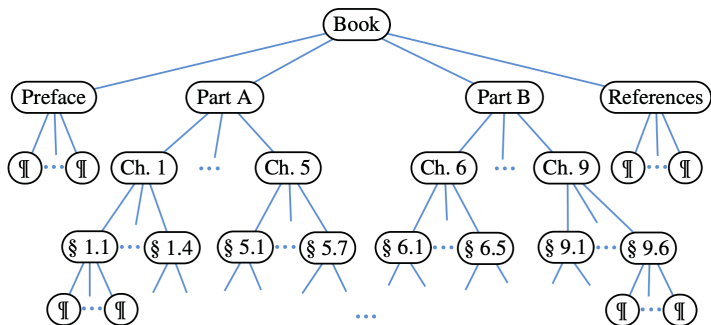 Book
Preface Part A Part B References
¶ ... ¶ Ch. 1 ... Ch. 5 Ch. 6 ... Ch. 9 ¶ ... ¶
§ 1.1 ... § 1.4 § 5.1 ... § 5.7 § 6.1 ... § 6.5 § 9.1 ... § 9.6
¶ ... ¶ ... ¶ ... ¶